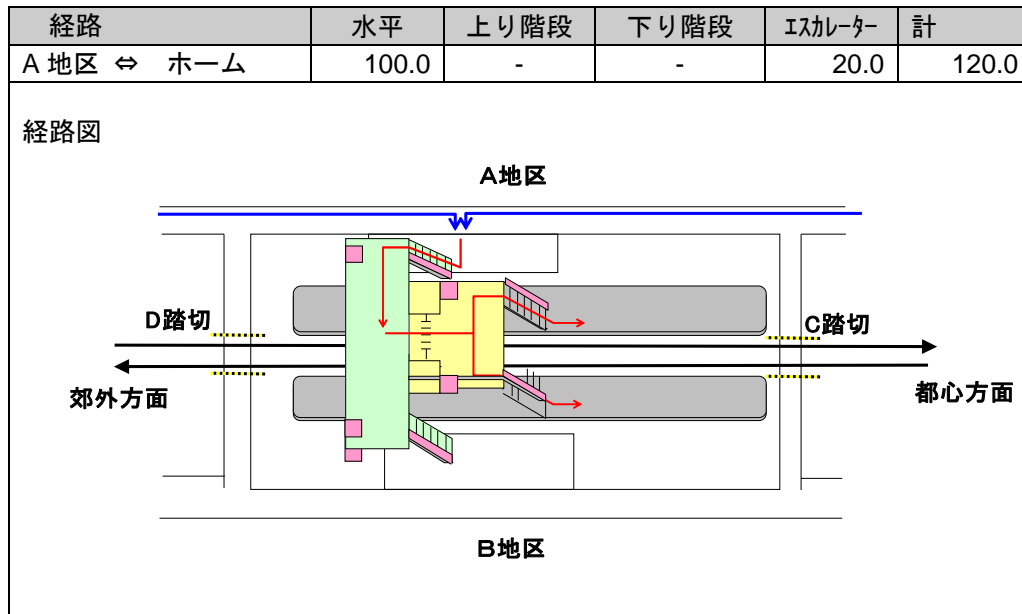 経路 水平 上り階段 下り階段 ｴｽｶﾚｰﾀｰ 計
A 地区 ⇔ ホーム 100.0 - - 20.0 120.0
経路図
A地区
D踏切 C踏切
郊外方面 都心方面
B地区